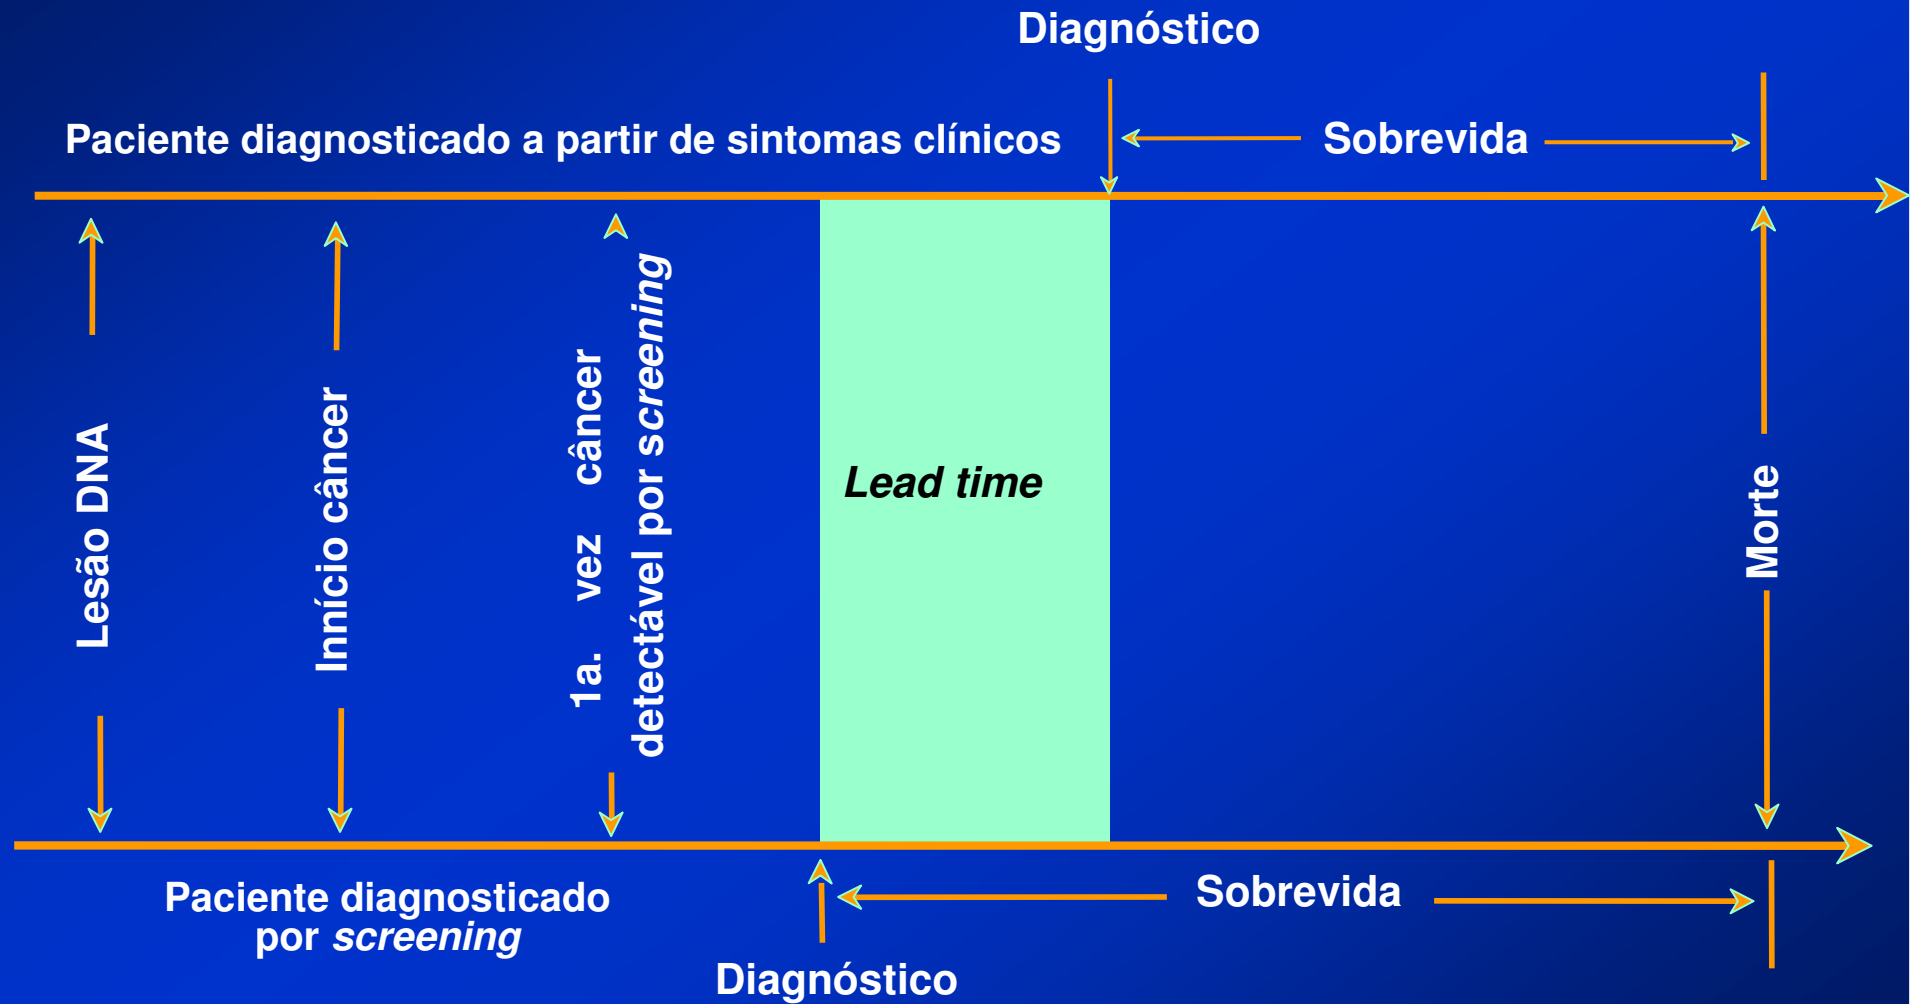 Diagnóstico
Paciente diagnosticado a partir de sintomas clínicos
Sobrevida
Lesão DNA
Innício câncer
1a. vez câncer
detectável por screening
Lead time
Morte
Paciente diagnosticado
por screening
Sobrevida
Diagnóstico